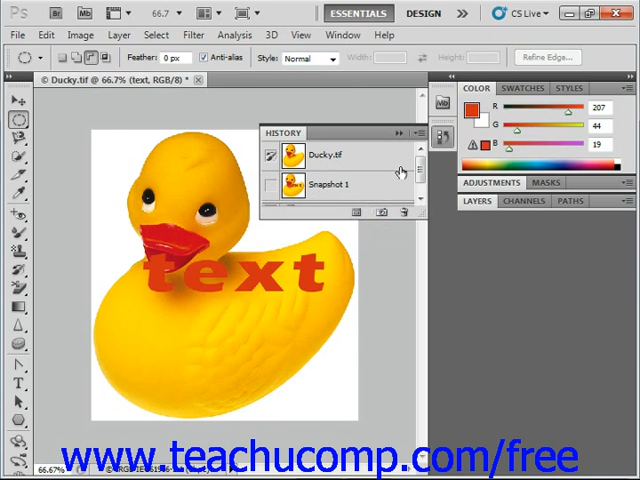 Ps Br Mb 66.7 ESSENTIALS DESIGN CS Live
Edit Image Layer Select Filter Analysis 3D View Window Help
Feather: 0 px Anti-alias Style: Normal Width: Height: Refine Edge...
© Ducky.tif @ 66.7% (text, RGB/8) *
COLOR SWATCHES STYLES
Mb
R 207
G 44
B 19
HISTORY
Ducky.tif
Snapshot 1
ADJUSTMENTS MASKS
LAYERS CHANNELS PATHS
text
T
www.teachucomp.com/free
66.67%